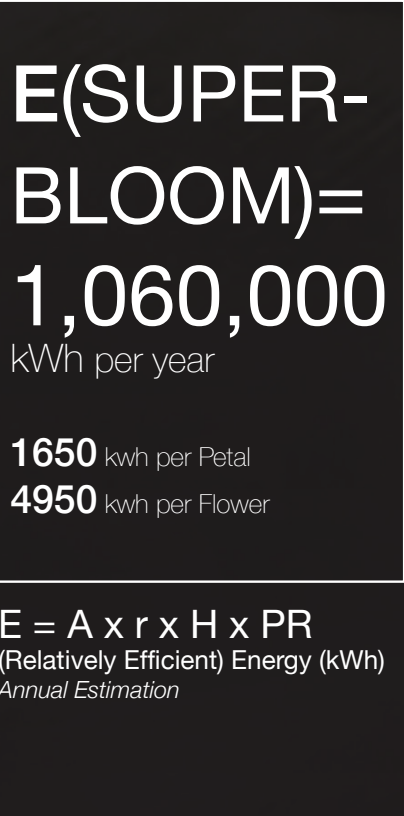 E(SUPER-
BLOOM)=
1,060,000
kWh per year
1650 kwh per Petal
4950 kwh per Flower
E = A x r x H x PR
(Relatively Efficient) Energy (kWh)
Annual Estimation